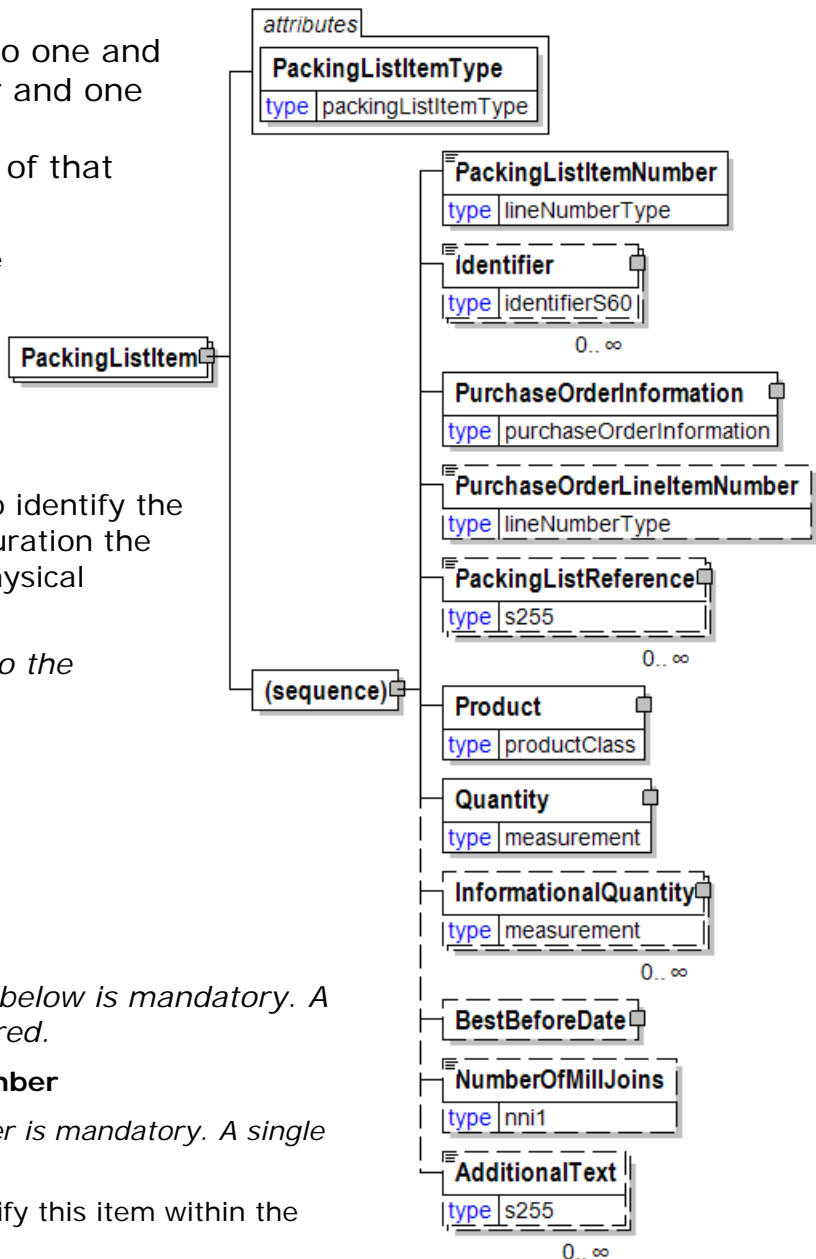 o one and
and one
of that
PackingListItem
identify the
uration the
ysical
o the
below is mandatory. A
red.
nber
er is mandatory. A single
ify this item within the
attributes
PackingListItemType
type packingListItemType
(sequence)
PackingListItemNumber
type lineNumberType
Identifier
type identifierS60
0.. ∞
PurchaseOrderInformation
type purchaseOrderInformation
PurchaseOrderLineItemNumber
type lineNumberType
PackingListReference
type s255
0.. ∞
Product
type productClass
Quantity
type measurement
InformationalQuantity
type measurement
0.. ∞
BestBeforeDate
NumberOfMillJoins
type nni1
AdditionalText
type s255
0.. ∞